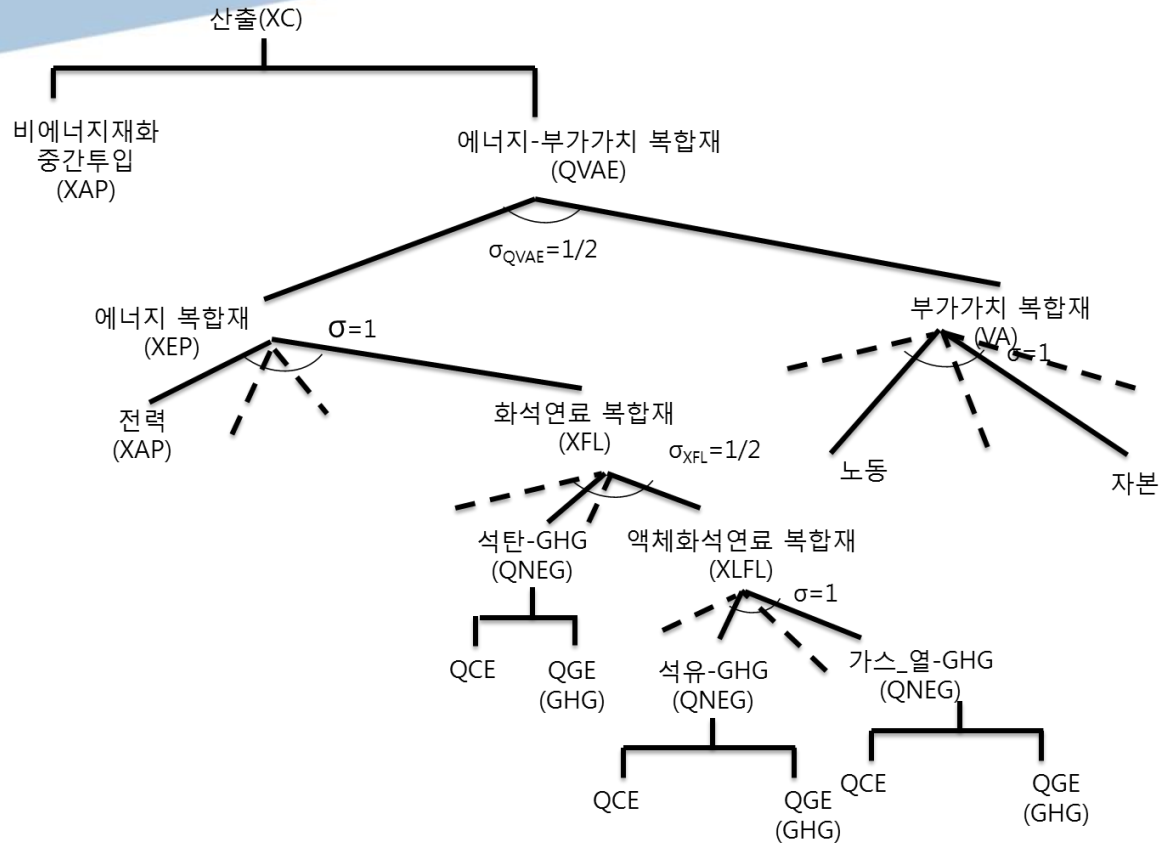 산출(XC)
비에너지재화
중간투입
(XAP)
에너지-부가가치 복합재
(QVAE)
σQVAE=1/2
에너지 복합재
(XEP)
σ=1
부가가치 복합재
(VA)
σ=1
전력
(XAP)
화석연료 복합재
(XFL)
σXFL=1/2
노동
자본
석탄-GHG
(QNEG)
액체화석연료 복합재
(XLFL)
σ=1
QCE
QGE
(GHG)
석유-GHG
(QNEG)
가스_열-GHG
(QNEG)
QCE
QGE
(GHG)
QCE
QGE
(GHG)